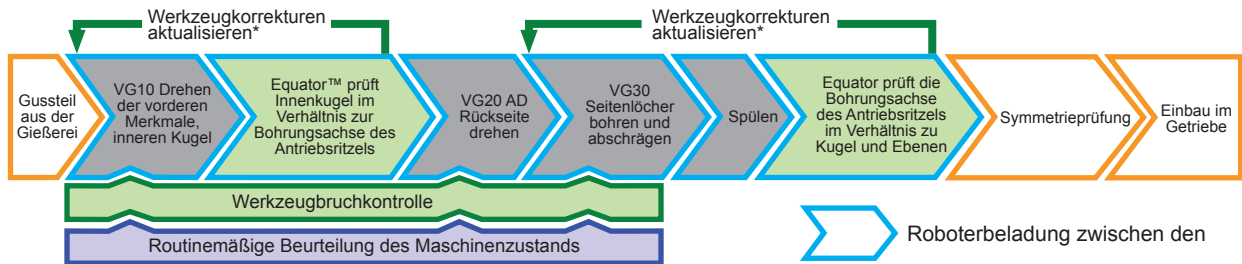 Werkzeugkorrekturen
aktualisieren*
Werkzeugkorrekturen
aktualisieren*
Gussteil
aus der
Gießerei
VG10 Drehen
der vorderen
Merkmale,
inneren Kugel
Equator™ prüft
Innenkugel im
Verhältnis zur
Bohrungsachse des
Antriebsritzels
VG20 AD
Rückseite
drehen
VG30
Seitenlöcher
bohren und
abschrägen
Spülen
Equator prüft die
Bohrungsachse
des Antriebsritzels
im Verhältnis zu
Kugel und Ebenen
Symmetrieprüfung
Einbau im
Getriebe
Werkzeugbruchkontrolle
Routinemäßige Beurteilung des Maschinenzustands
Roboterbeladung zwischen den